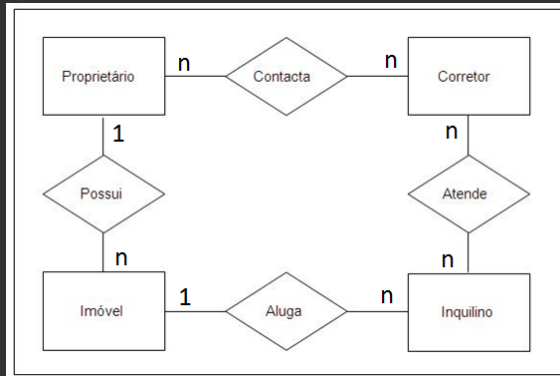 Proprietário
n
Contacta
n
Corretor
1
n
Possui
Atende
n
n
Imóvel
1
Aluga
n
Inquilino